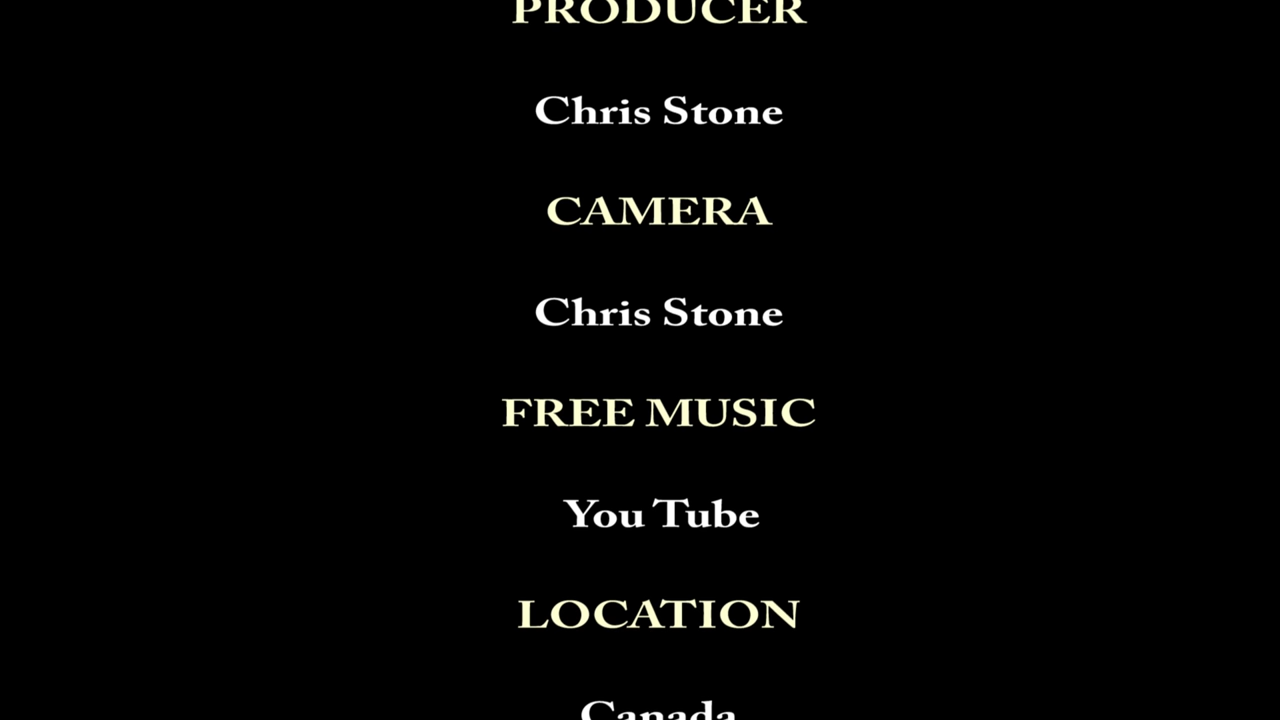 PRODUCER
Chris Stone
CAMERA
Chris Stone
FREE MUSIC
You Tube
LOCATION
Canada